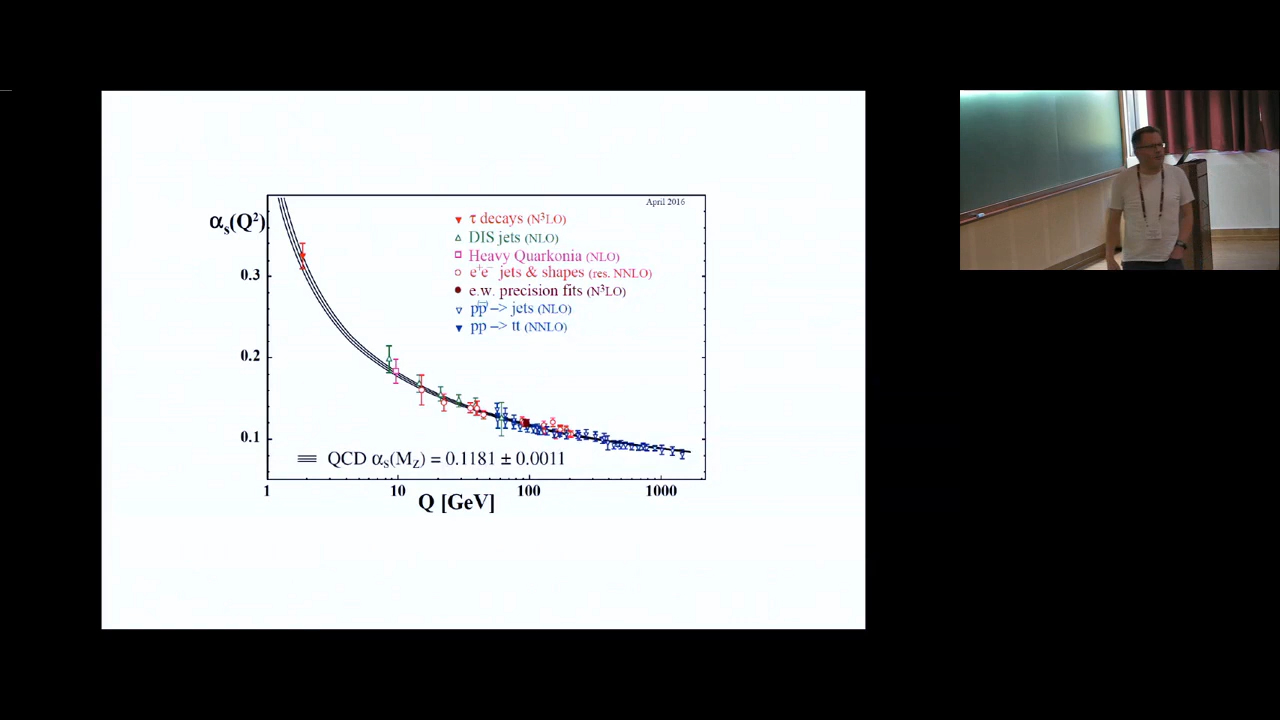 April 2016
αs(Q²)
τ decays (N³LO)
DIS jets (NLO)
Heavy Quarkonia (NLO)
e⁺e⁻ jets & shapes (res. NNLO)
e.w. precision fits (N³LO)
pp(–) –> jets (NLO)
pp –> tt (NNLO)
0.3
0.2
0.1
QCD αs(Mz) = 0.1181 ± 0.0011
1 10 100 1000
Q [GeV]